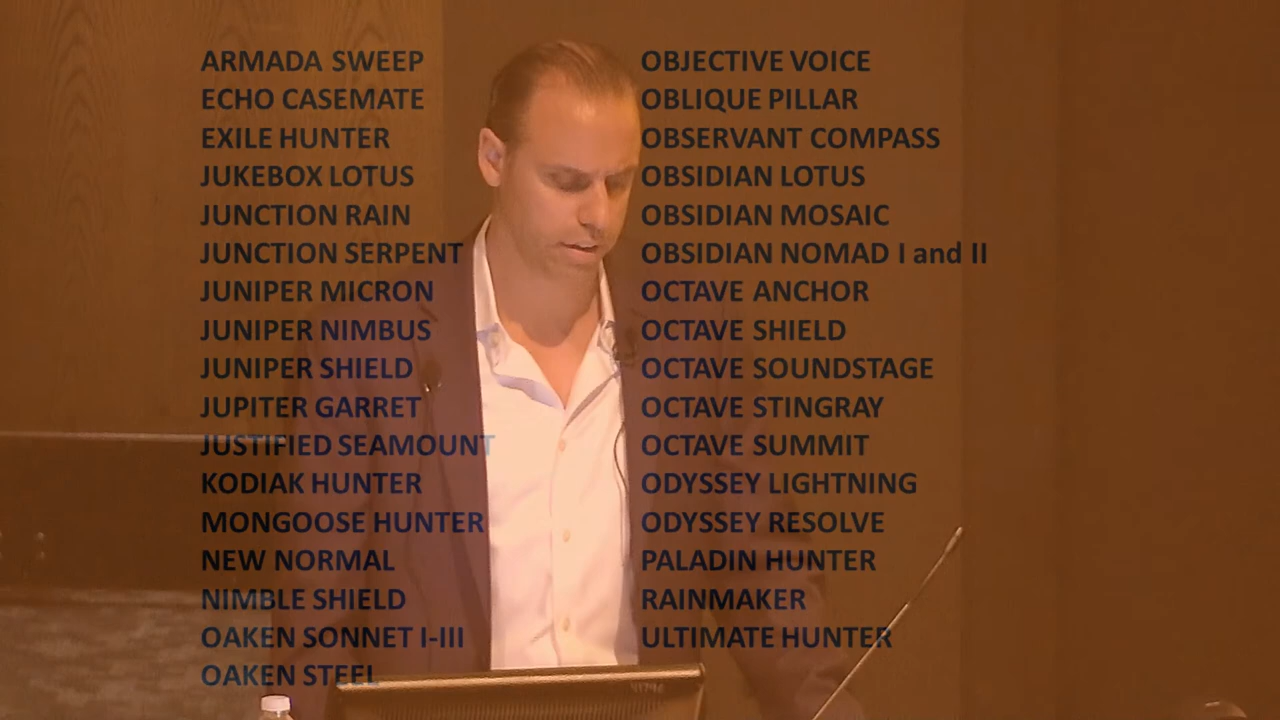 ARMADA SWEEP
ECHO CASEMATE
EXILE HUNTER
JUKEBOX LOTUS
JUNCTION RAIN
JUNCTION SERPENT
JUNIPER MICRON
JUNIPER NIMBUS
JUNIPER SHIELD
JUPITER GARRET
JUSTIFIED SEAMOUNT
KODIAK HUNTER
MONGOOSE HUNTER
NEW NORMAL
NIMBLE SHIELD
OAKEN SONNET I-III
OAKEN STEEL
OBJECTIVE VOICE
OBLIQUE PILLAR
OBSERVANT COMPASS
OBSIDIAN LOTUS
OBSIDIAN MOSAIC
OBSIDIAN NOMAD I and II
OCTAVE ANCHOR
OCTAVE SHIELD
OCTAVE SOUNDSTAGE
OCTAVE STINGRAY
OCTAVE SUMMIT
ODYSSEY LIGHTNING
ODYSSEY RESOLVE
PALADIN HUNTER
RAINMAKER
ULTIMATE HUNTER